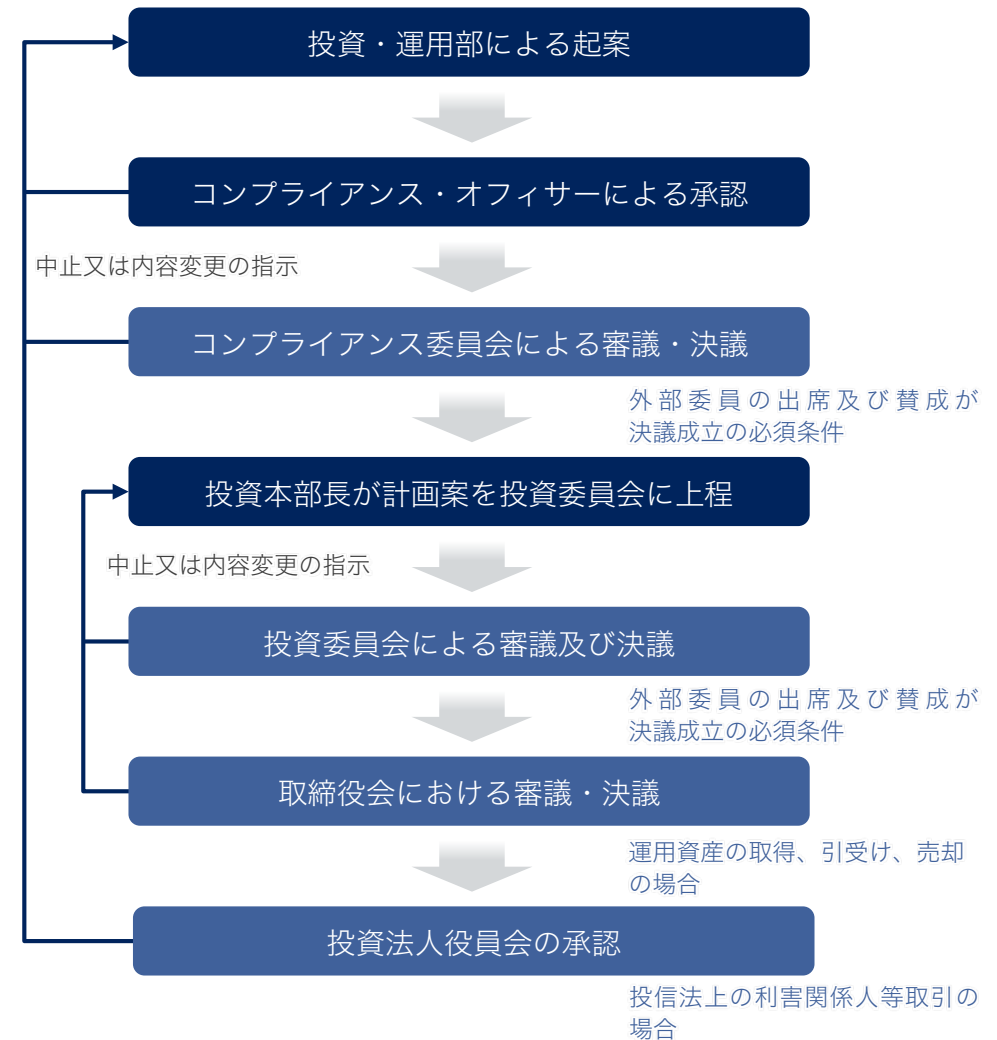 投資・運用部による起案
コンプライアンス・オフィサーによる承認
中止又は内容変更の指示
コンプライアンス委員会による審議・決議
外部委員の出席及び賛成が
決議成立の必須条件
投資本部長が計画案を投資委員会に上程
中止又は内容変更の指示
投資委員会による審議及び決議
外部委員の出席及び賛成が
決議成立の必須条件
取締役会における審議・決議
運用資産の取得、引受け、売却
の場合
投資法人役員会の承認
投信法上の利害関係人等取引の
場合